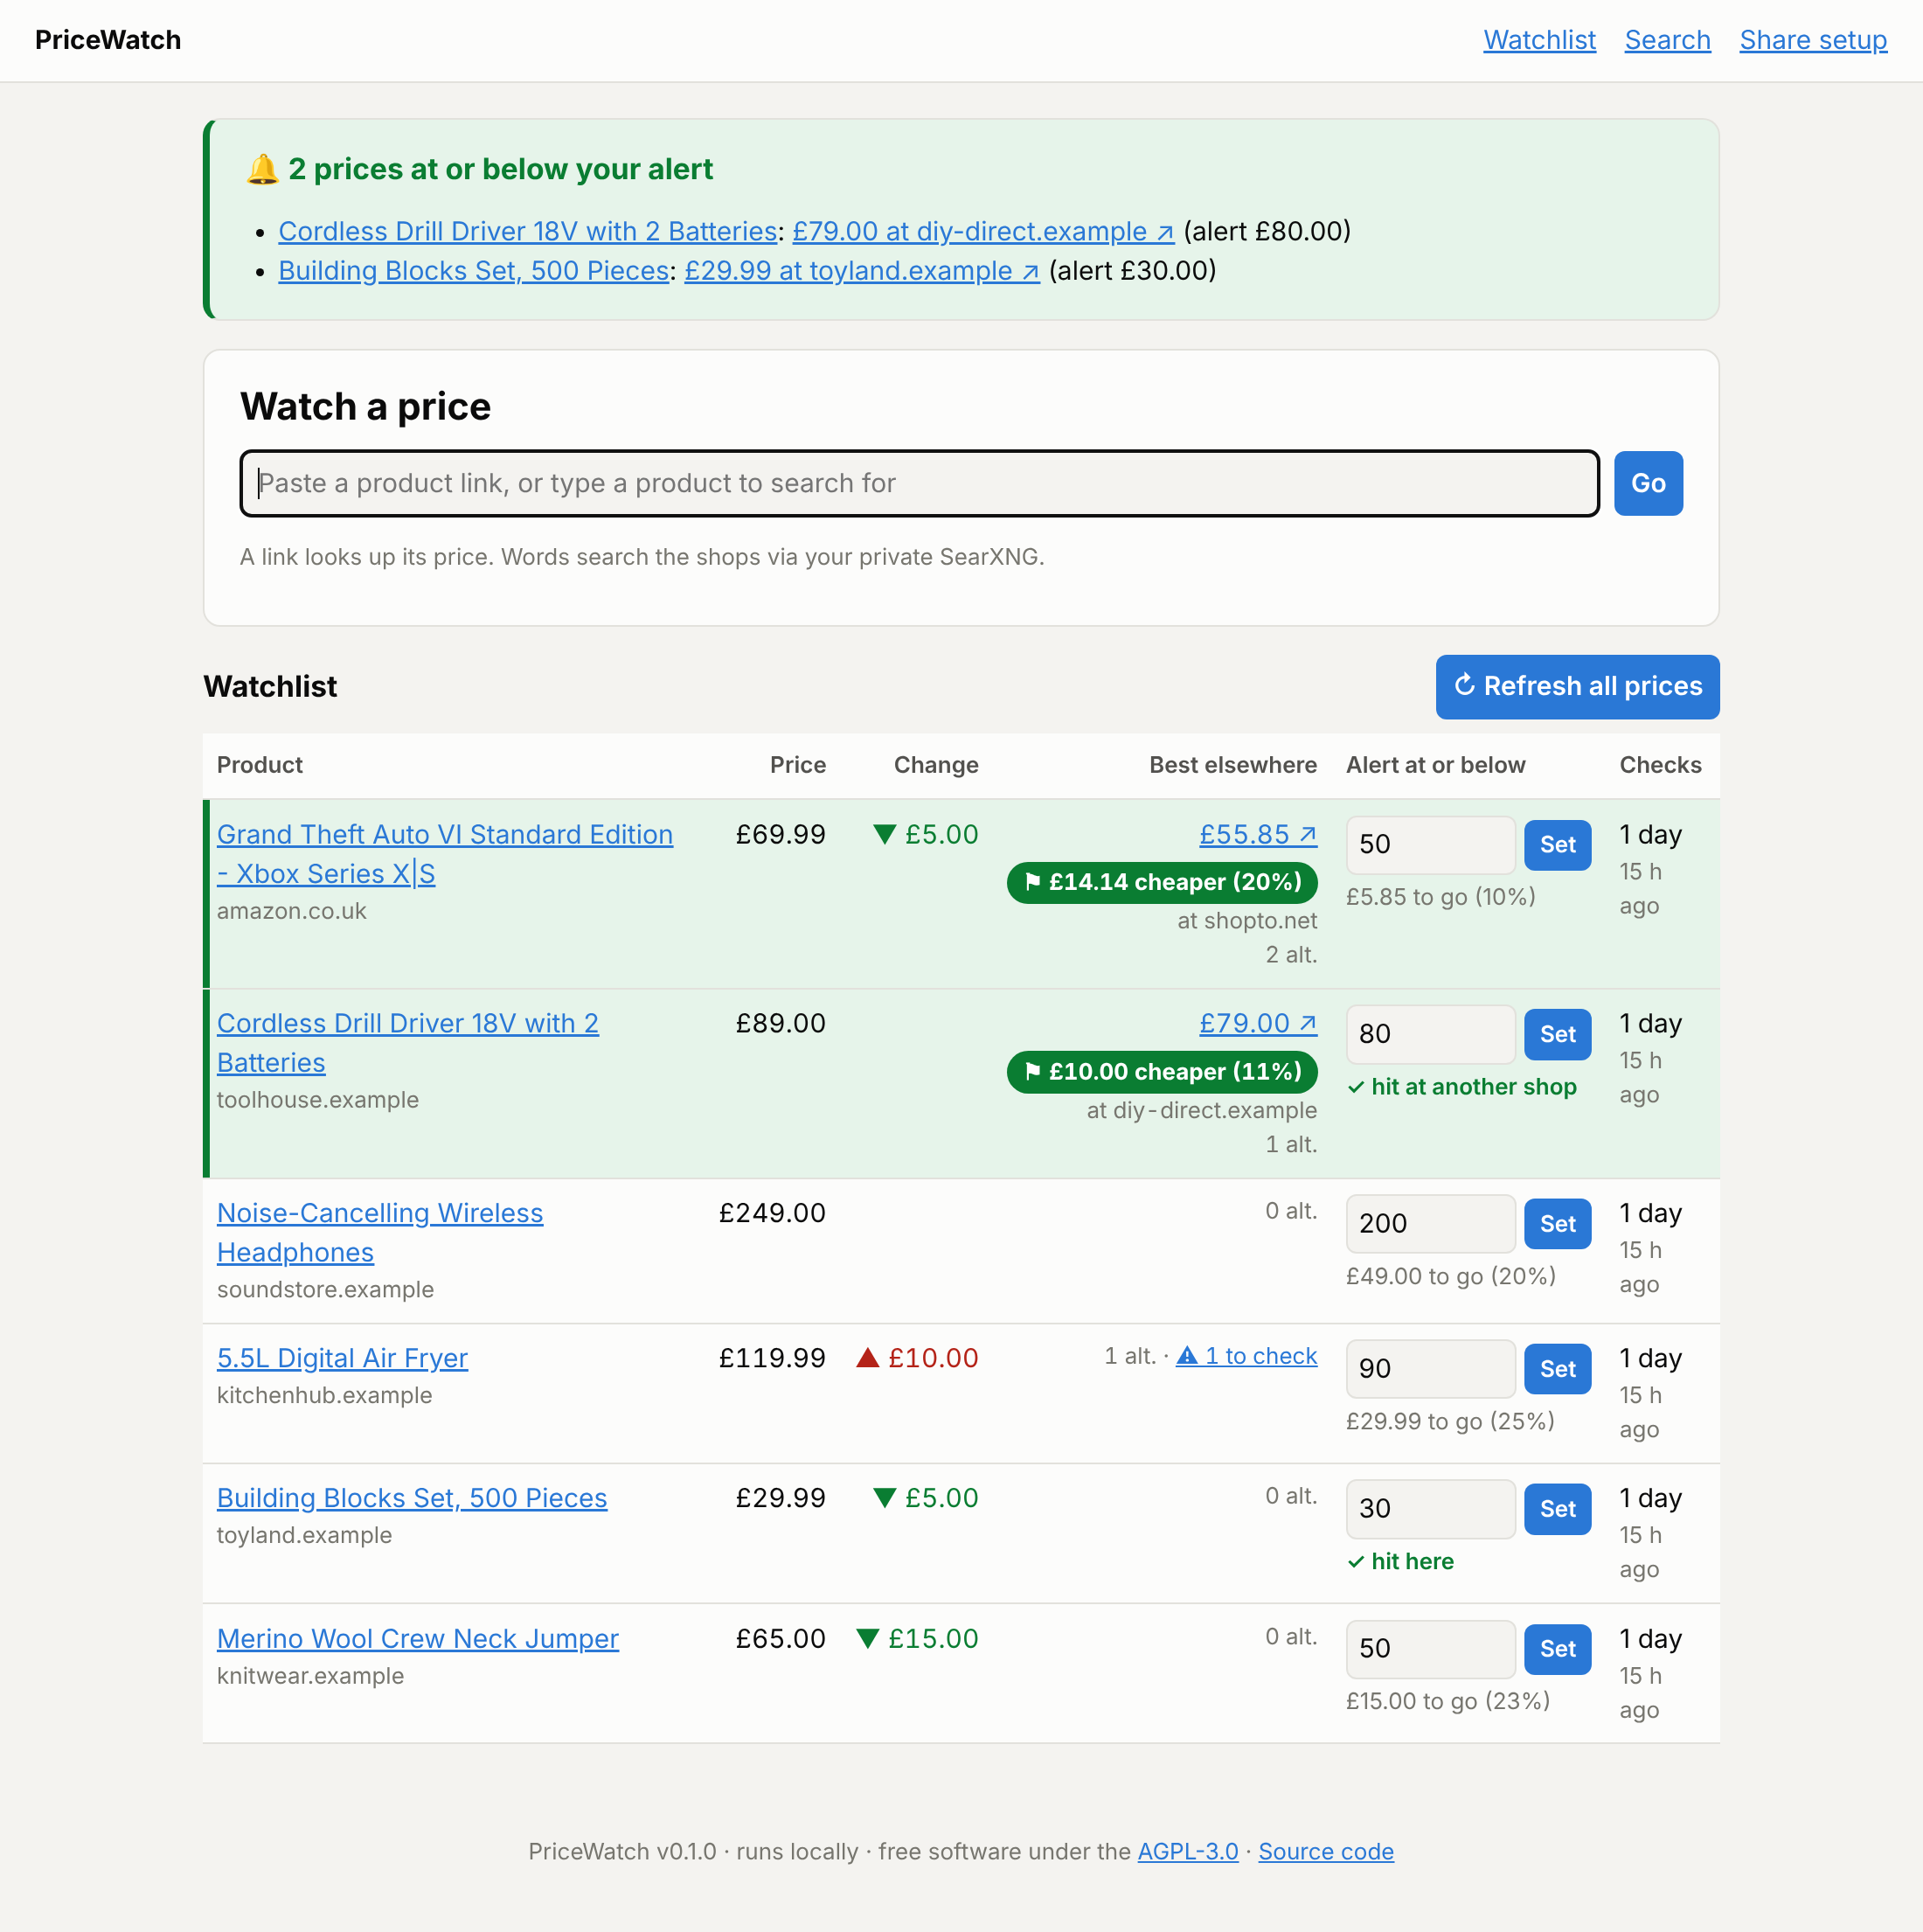 PriceWatch
Watchlist Search Share setup
🔔 2 prices at or below your alert
• Cordless Drill Driver 18V with 2 Batteries: £79.00 at diy-direct.example ↗ (alert £80.00)
• Building Blocks Set, 500 Pieces: £29.99 at toyland.example ↗ (alert £30.00)
Watch a price
Paste a product link, or type a product to search for
Go
A link looks up its price. Words search the shops via your private SearXNG.
Watchlist
↻ Refresh all prices
Product Price Change Best elsewhere Alert at or below Checks
Grand Theft Auto VI Standard Edition
- Xbox Series X|S
amazon.co.uk
£69.99
▼ £5.00
£55.85 ↗
⚑ £14.14 cheaper (20%)
at shopto.net
2 alt.
50 Set
£5.85 to go (10%)
1 day
15 h
ago
Cordless Drill Driver 18V with 2
Batteries
toolhouse.example
£89.00
£79.00 ↗
⚑ £10.00 cheaper (11%)
at diy-direct.example
1 alt.
80 Set
✓ hit at another shop
1 day
15 h
ago
Noise-Cancelling Wireless
Headphones
soundstore.example
£249.00
0 alt.
200 Set
£49.00 to go (20%)
1 day
15 h
ago
5.5L Digital Air Fryer
kitchenhub.example
£119.99
▲ £10.00
1 alt. · ⚠ 1 to check
90 Set
£29.99 to go (25%)
1 day
15 h
ago
Building Blocks Set, 500 Pieces
toyland.example
£29.99
▼ £5.00
0 alt.
30 Set
✓ hit here
1 day
15 h
ago
Merino Wool Crew Neck Jumper
knitwear.example
£65.00
▼ £15.00
0 alt.
50 Set
£15.00 to go (23%)
1 day
15 h
ago
PriceWatch v0.1.0 · runs locally · free software under the AGPL-3.0 · Source code